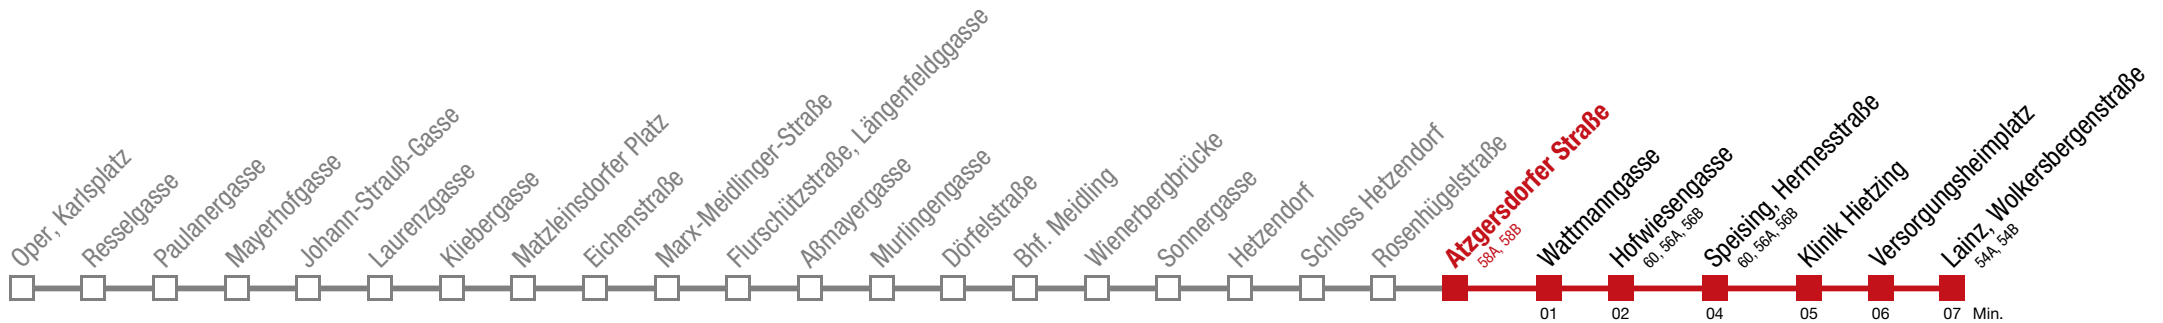 Oper, Karlsplatz
Resselgasse
Paulanergasse
Mayerhofgasse
Johann-Strauß-Gasse
Laurenzgasse
Kliebergasse
Matzleinsdorfer Platz
Eichenstraße
Marx-Meidlinger-Straße
Flurschützstraße, Längenfeldggasse
Aßmayergasse
Murlingengasse
Dörfelstraße
Bhf. Meidling
Wienerbergbrücke
Sonnergasse
Hetzendorf
Schloss Hetzendorf
Rosenhügelstraße
Atzgersdorfer Straße
58A, 58B
Wattmanngasse
Hofwiesengasse
60, 56A, 56B
Speising, Hermesstraße
60, 56A, 56B
Klinik Hietzing
Versorgungsheimplatz
Lainz, Wolkersbergenstraße
54A, 54B
01 02 04 05 06 07 Min.